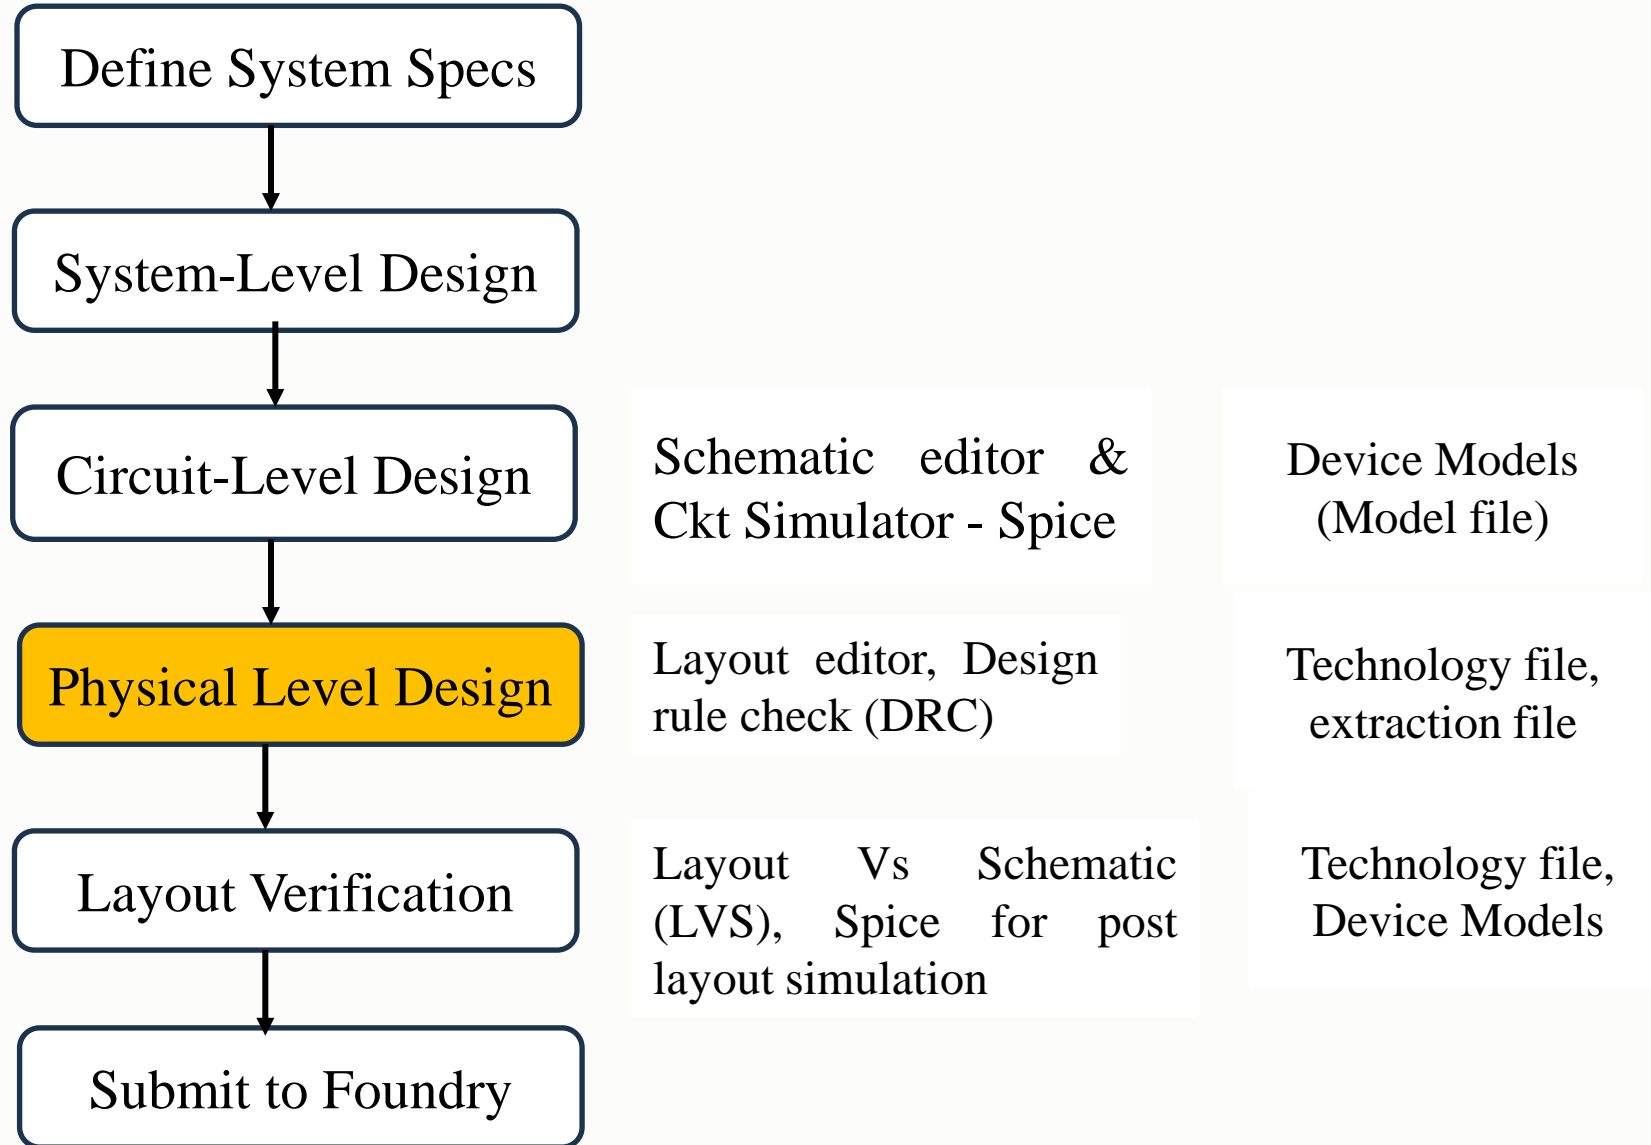 Define System Specs
System-Level Design
Circuit-Level Design
Schematic editor &
Ckt Simulator - Spice
Device Models
(Model file)
Physical Level Design
Layout editor, Design
rule check (DRC)
Technology file,
extraction file
Layout Verification
Layout Vs Schematic
(LVS), Spice for post
layout simulation
Technology file,
Device Models
Submit to Foundry